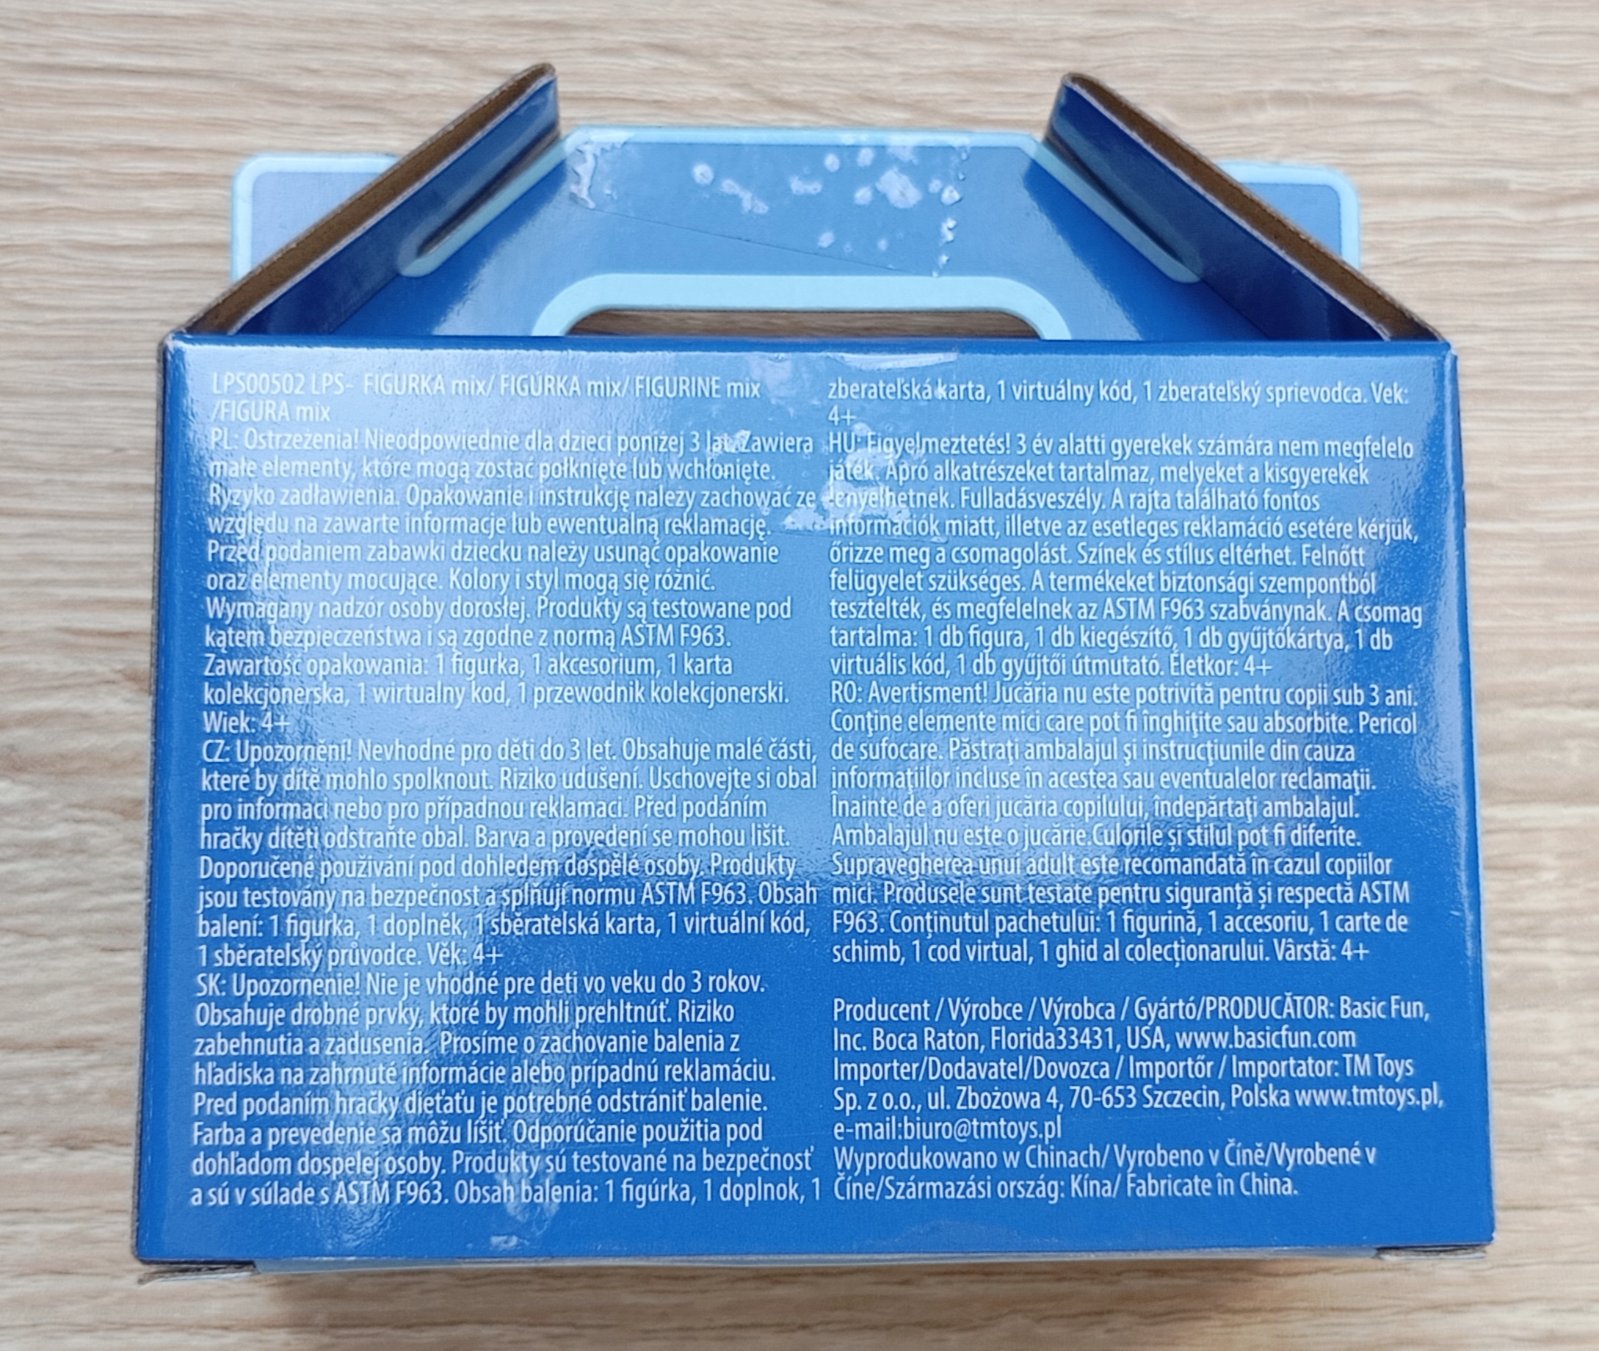 LPS00502 LPS- FIGURKA mix/ FIGÚRKA mix/ FIGURINE mix
/FIGURA mix
PL: Ostrzeżenia! Nieodpowiednie dla dzieci poniżej 3 lat. Zawiera
małe elementy, które mogą zostać połknięte lub wchłonięte.
Ryzyko zadławienia. Opakowanie i instrukcję należy zachować ze
względu na zawarte informacje lub ewentualną reklamację.
Przed podaniem zabawki dziecku należy usunąć opakowanie
oraz elementy mocujące. Kolory i styl mogą się różnić.
Wymagany nadzór osoby dorosłej. Produkty są testowane pod
kątem bezpieczeństwa i są zgodne z normą ASTM F963.
Zawartość opakowania: 1 figurka, 1 akcesorium, 1 karta
kolekcjonerska, 1 wirtualny kod, 1 przewodnik kolekcjonerski.
Wiek: 4+
CZ: Upozornění! Nevhodné pro děti do 3 let. Obsahuje malé části,
které by dítě mohlo spolknout. Riziko udušení. Uschovejte si obal
pro informaci nebo pro případnou reklamaci. Před podáním
hračky dítěti odstraňte obal. Barva a provedení se mohou lišit.
Doporučené používání pod dohledem dospělé osoby. Produkty
jsou testovány na bezpečnost a splňují normu ASTM F963. Obsah
balení: 1 figurka, 1 doplněk, 1 sběratelská karta, 1 virtuální kód,
1 sběratelský průvodce. Věk: 4+
SK: Upozornenie! Nie je vhodné pre deti vo veku do 3 rokov.
Obsahuje drobné prvky, ktoré by mohli prehltnúť. Riziko
zabehnutia a zadusenia. Prosíme o zachovanie balenia z
hľadiska na zahrnuté informácie alebo prípadnú reklamáciu.
Pred podaním hračky dieťaťu je potrebné odstrániť balenie.
Farba a prevedenie sa môžu líšiť. Odporúčanie použitia pod
dohľadom dospelej osoby. Produkty sú testované na bezpečnosť
a sú v súlade s ASTM F963. Obsah balenia: 1 figúrka, 1 doplnok, 1
zberateľská karta, 1 virtuálny kód, 1 zberateľský sprievodca. Vek:
4+
HU: Figyelmeztetés! 3 év alatti gyerekek számára nem megfelelo
játék. Apró alkatrészeket tartalmaz, melyeket a kisgyerekek
lenyelhetnek. Fulladásveszély. A rajta található fontos
információk miatt, illetve az esetleges reklamáció esetére kérjük,
őrizze meg a csomagolást. Színek és stílus eltérhet. Felnőtt
felügyelet szükséges. A termékeket biztonsági szempontból
tesztelték, és megfelelnek az ASTM F963 szabványnak. A csomag
tartalma: 1 db figura, 1 db kiegészítő, 1 db gyűjtőkártya, 1 db
virtuális kód, 1 db gyűjtői útmutató. Életkor: 4+
RO: Avertisment! Jucăria nu este potrivită pentru copii sub 3 ani.
Conţine elemente mici care pot fi înghiţite sau absorbite. Pericol
de sufocare. Păstraţi ambalajul şi instrucţiunile din cauza
informaţiilor incluse în acestea sau eventualelor reclamaţii.
Înainte de a oferi jucăria copilului, îndepărtaţi ambalajul.
Ambalajul nu este o jucărie.Culorile și stilul pot fi diferite.
Supravegherea unui adult este recomandată în cazul copiilor
mici. Produsele sunt testate pentru siguranță și respectă ASTM
F963. Conținutul pachetului: 1 figurină, 1 accesoriu, 1 carte de
schimb, 1 cod virtual, 1 ghid al colecționarului. Vârstă: 4+
Producent / Výrobce / Výrobca / Gyártó/PRODUCĂTOR: Basic Fun,
Inc. Boca Raton, Florida33431, USA, www.basicfun.com
Importer/Dodavatel/Dovozca / Importőr / Importator: TM Toys
Sp. z o.o., ul. Zbożowa 4, 70-653 Szczecin, Polska www.tmtoys.pl,
e-mail:biuro@tmtoys.pl
Wyprodukowano w Chinach/ Vyrobeno v Číně/Vyrobené v
Číne/Származási ország: Kína/ Fabricate în China.